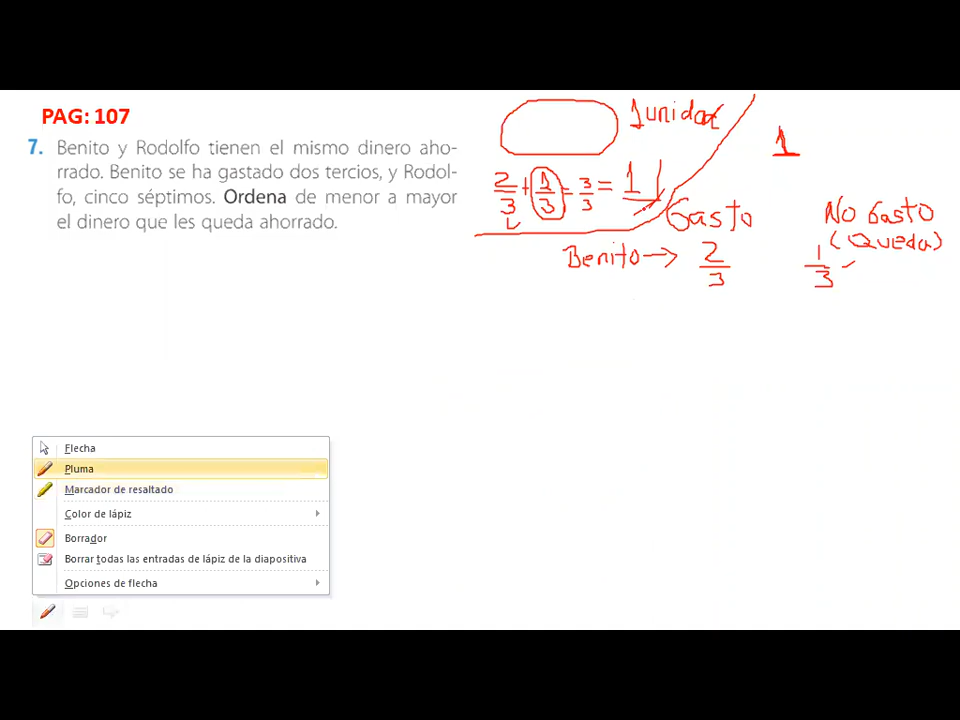 PAG: 107
7. Benito y Rodolfo tienen el mismo dinero aho-
rrado. Benito se ha gastado dos tercios, y Rodol-
fo, cinco séptimos. Ordena de menor a mayor
el dinero que les queda ahorrado.
1 unidad
2/3 + 1/3 = 3/3 = 1
1
Gasto
No Gasto
(Queda)
Benito → 2/3
1/3
Flecha
Pluma
Marcador de resaltado
Color de lápiz
Borrador
Borrar todas las entradas de lápiz de la diapositiva
Opciones de flecha